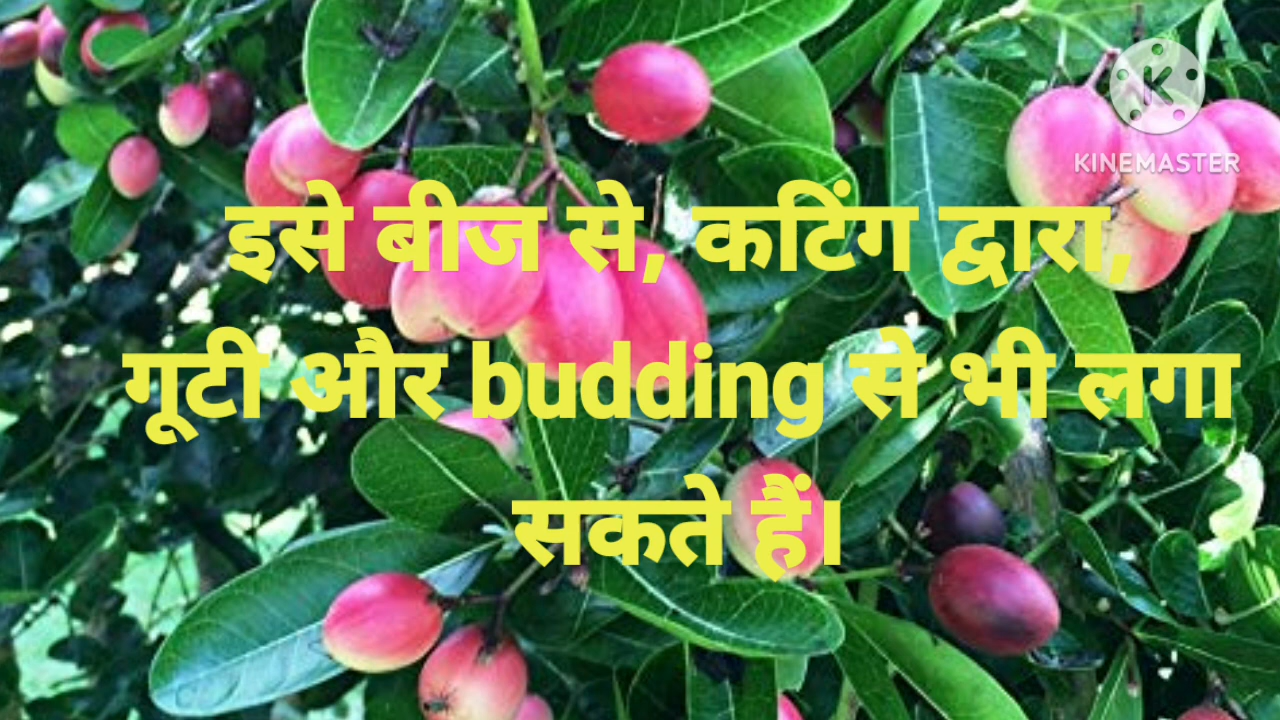 KINEMASTER
इसे बीज से, कटिंग द्वारा,
गूटी और budding से भी लगा
सकते हैं।